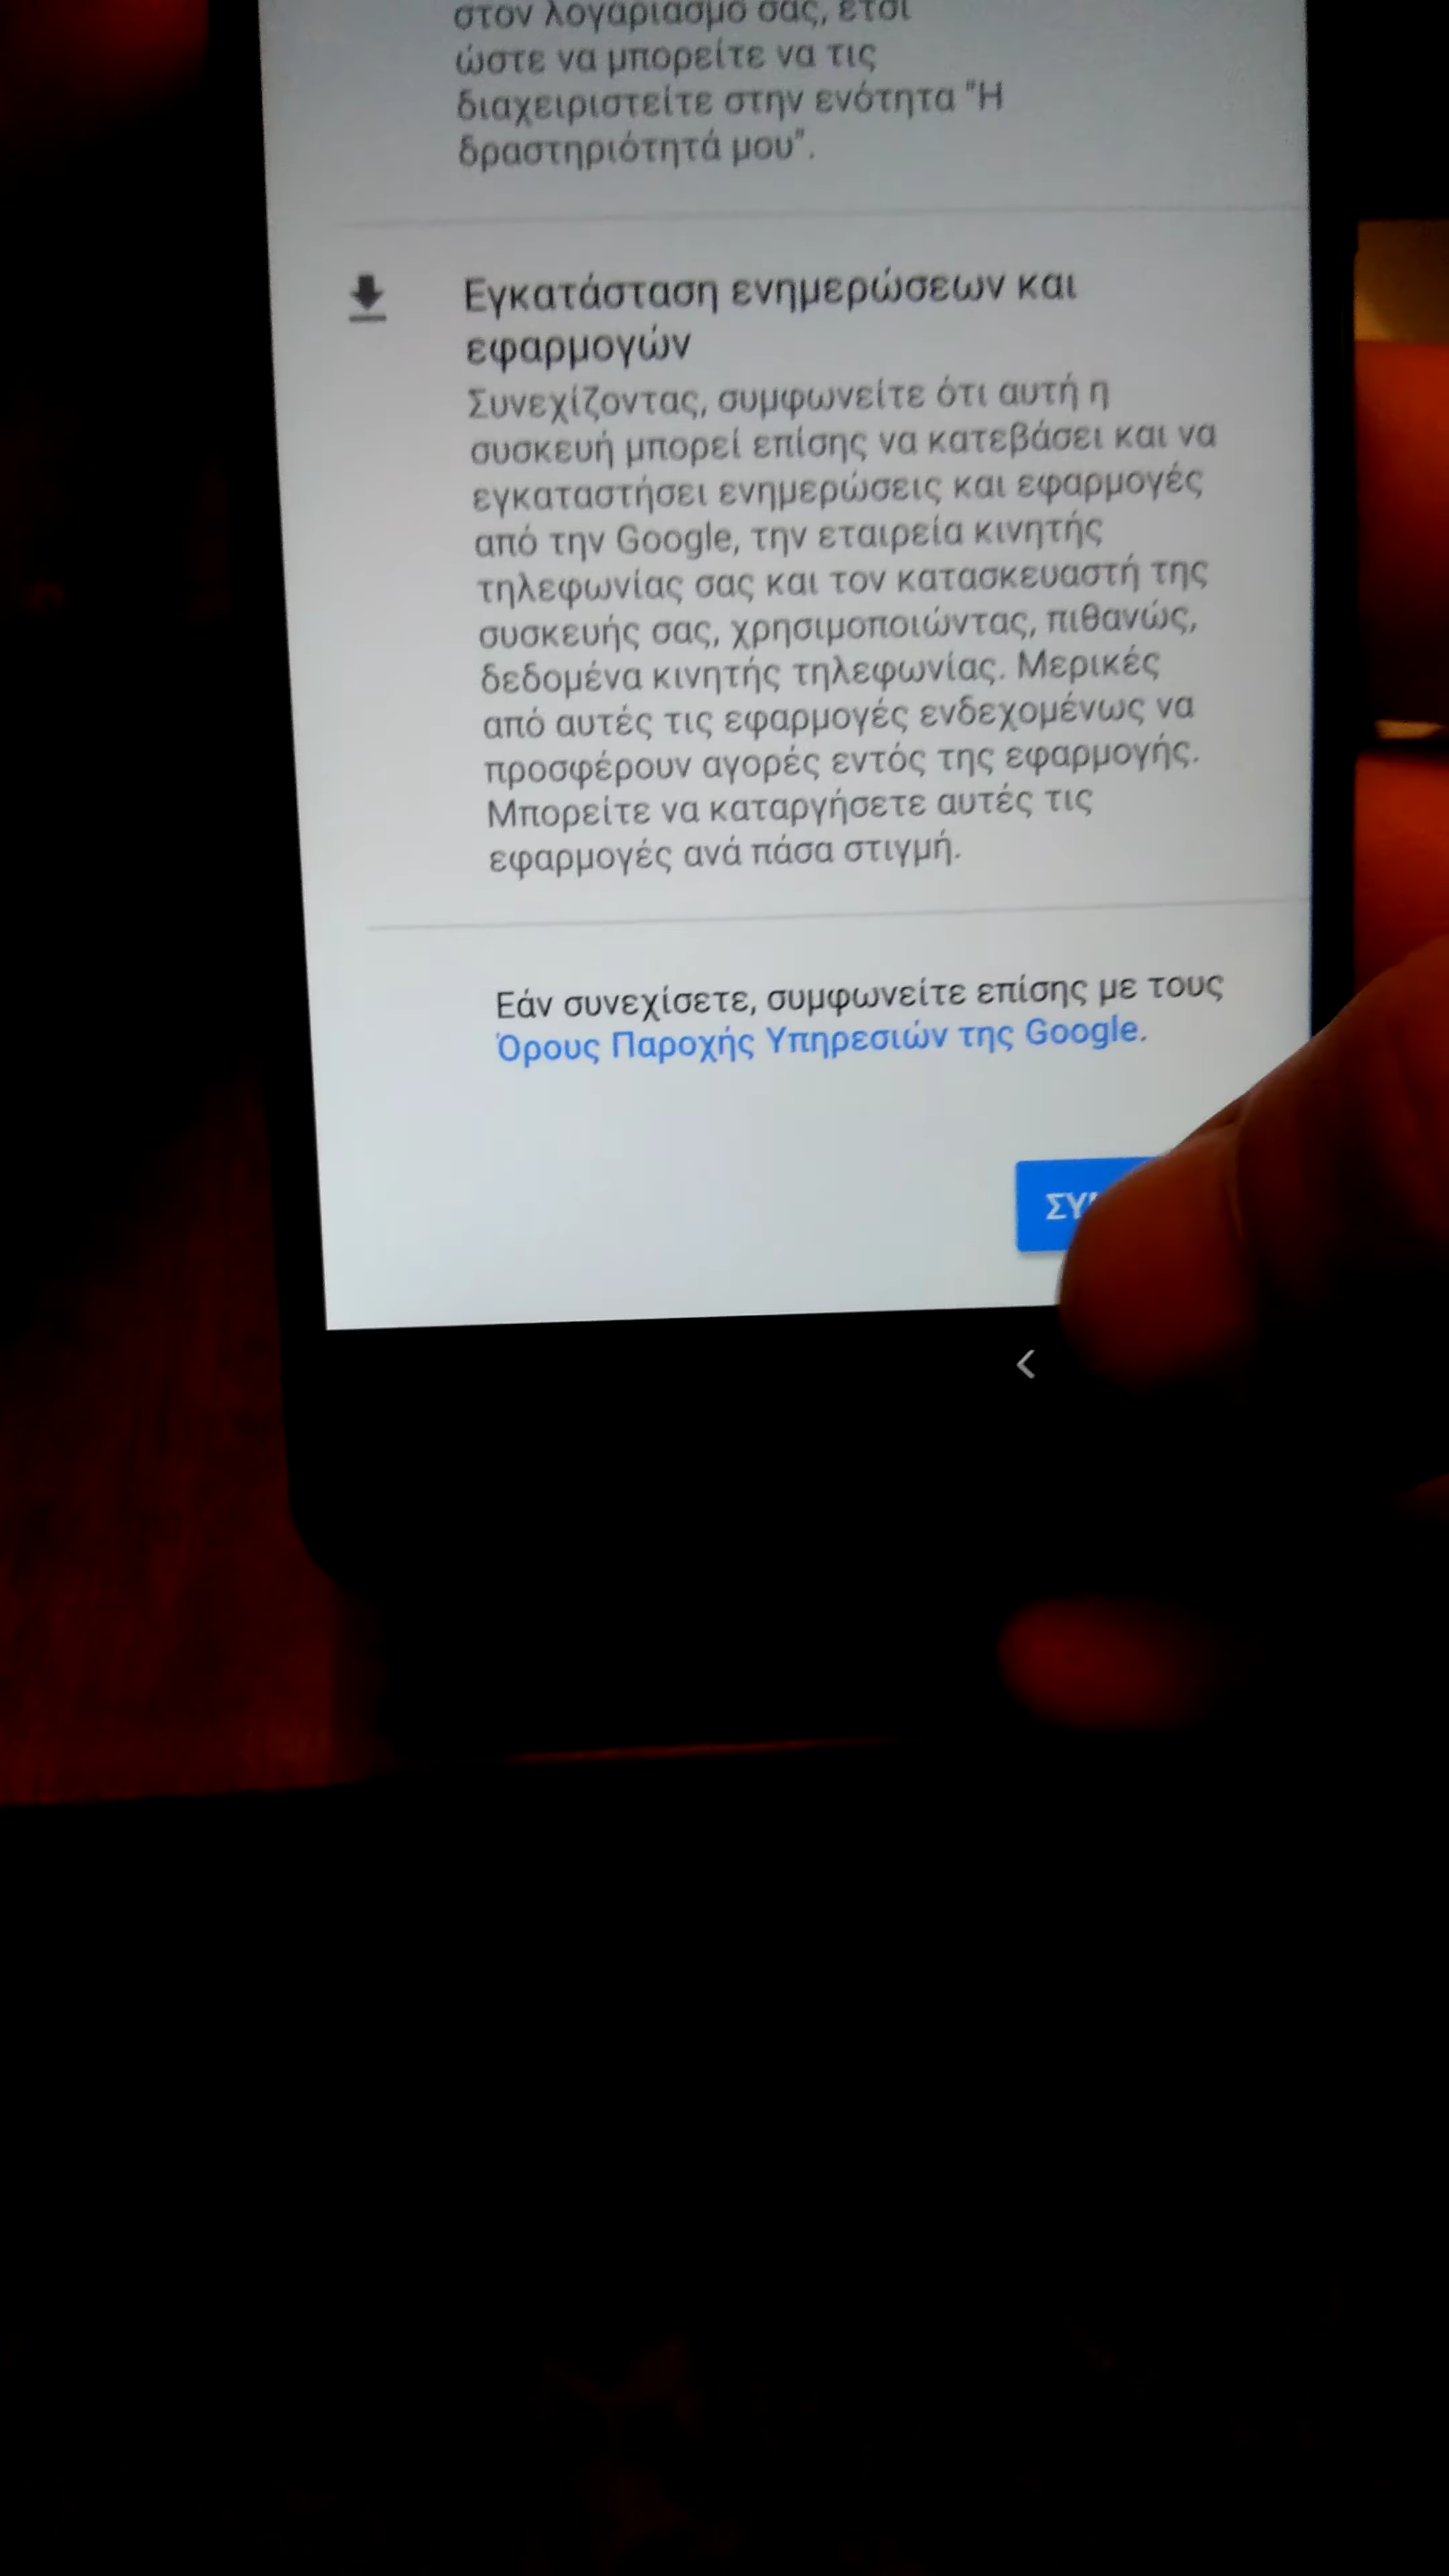 στον λογαριασμό σας, έτσι
ώστε να μπορείτε να τις
διαχειριστείτε στην ενότητα "Η
δραστηριότητά μου".
Εγκατάσταση ενημερώσεων και
εφαρμογών
Συνεχίζοντας, συμφωνείτε ότι αυτή η
συσκευή μπορεί επίσης να κατεβάσει και να
εγκαταστήσει ενημερώσεις και εφαρμογές
από την Google, την εταιρεία κινητής
τηλεφωνίας σας και τον κατασκευαστή της
συσκευής σας, χρησιμοποιώντας, πιθανώς,
δεδομένα κινητής τηλεφωνίας. Μερικές
από αυτές τις εφαρμογές ενδεχομένως να
προσφέρουν αγορές εντός της εφαρμογής.
Μπορείτε να καταργήσετε αυτές τις
εφαρμογές ανά πάσα στιγμή.
Εάν συνεχίσετε, συμφωνείτε επίσης με τους
Όρους Παροχής Υπηρεσιών της Google.